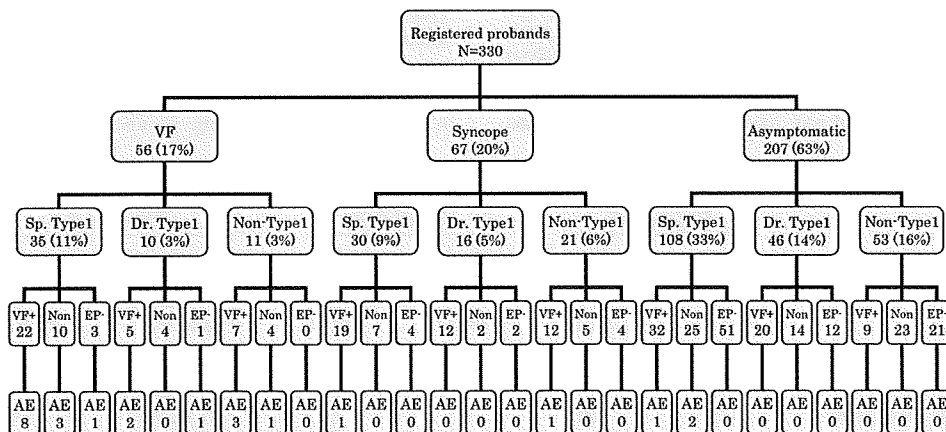 Registered probands
N=330
VF
56 (17%)
Syncope
67 (20%)
Asymptomatic
207 (63%)
Sp. Type1
35 (11%)
Dr. Type1
10 (3%)
Non-Type1
11 (3%)
Sp. Type1
30 (9%)
Dr. Type1
16 (5%)
Non-Type1
21 (6%)
Sp. Type1
108 (33%)
Dr. Type1
46 (14%)
Non-Type1
53 (16%)
VF+
22
Non
10
EP-
3
VF+
5
Non
4
EP-
1
VF+
7
Non
4
EP-
0
VF+
19
Non
7
EP-
4
VF+
12
Non
2
EP-
2
VF+
12
Non
5
EP-
4
VF+
32
Non
25
EP-
51
VF+
20
Non
14
EP-
12
VF+
9
Non
23
EP-
21
AE
8
AE
3
AE
1
AE
2
AE
0
AE
1
AE
3
AE
1
AE
0
AE
1
AE
0
AE
0
AE
0
AE
0
AE
0
AE
1
AE
0
AE
0
AE
1
AE
2
AE
0
AE
0
AE
0
AE
0
AE
0
AE
0
AE
0